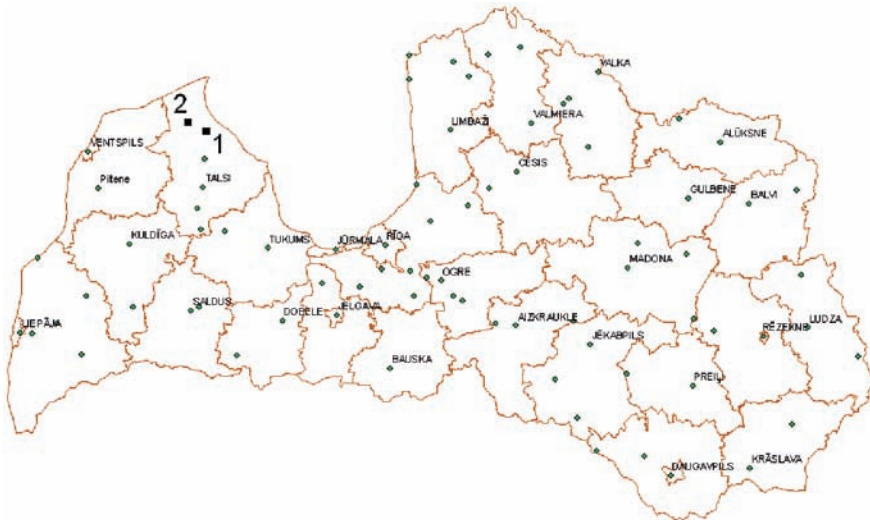 VALKA
2
LIMBAŽI
VALMIERA
1
VENTSPILS
ALŪKSNE
CĒSIS
Piltene
TALSI
GULBENE
BALVI
KULDĪGA
TUKUMS
JŪRMALA
RĪGA
MADONA
OGRE
SALDUS
DOBELE
JELGAVA
LIEPĀJA
AIZKRAUKLE
LUDZA
RĒZEKNE
JĒKABPILS
BAUSKA
PREIĻI
DAUGAVPILS
KRĀSLAVA